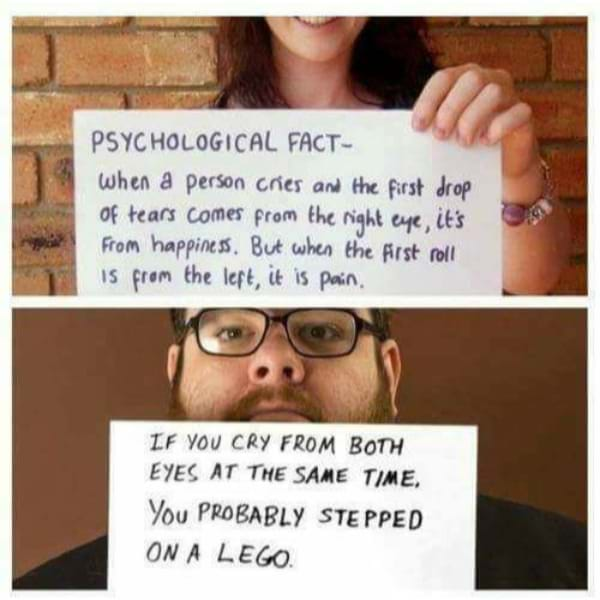 PSYCHOLOGICAL FACT-
when a person cries and the first drop
of tears comes from the right eye, it's
from happiness. But when the first roll
is from the left, it is pain.
IF YOU CRY FROM BOTH
EYES AT THE SAME TIME,
YOU PROBABLY STEPPED
ON A LEGO.